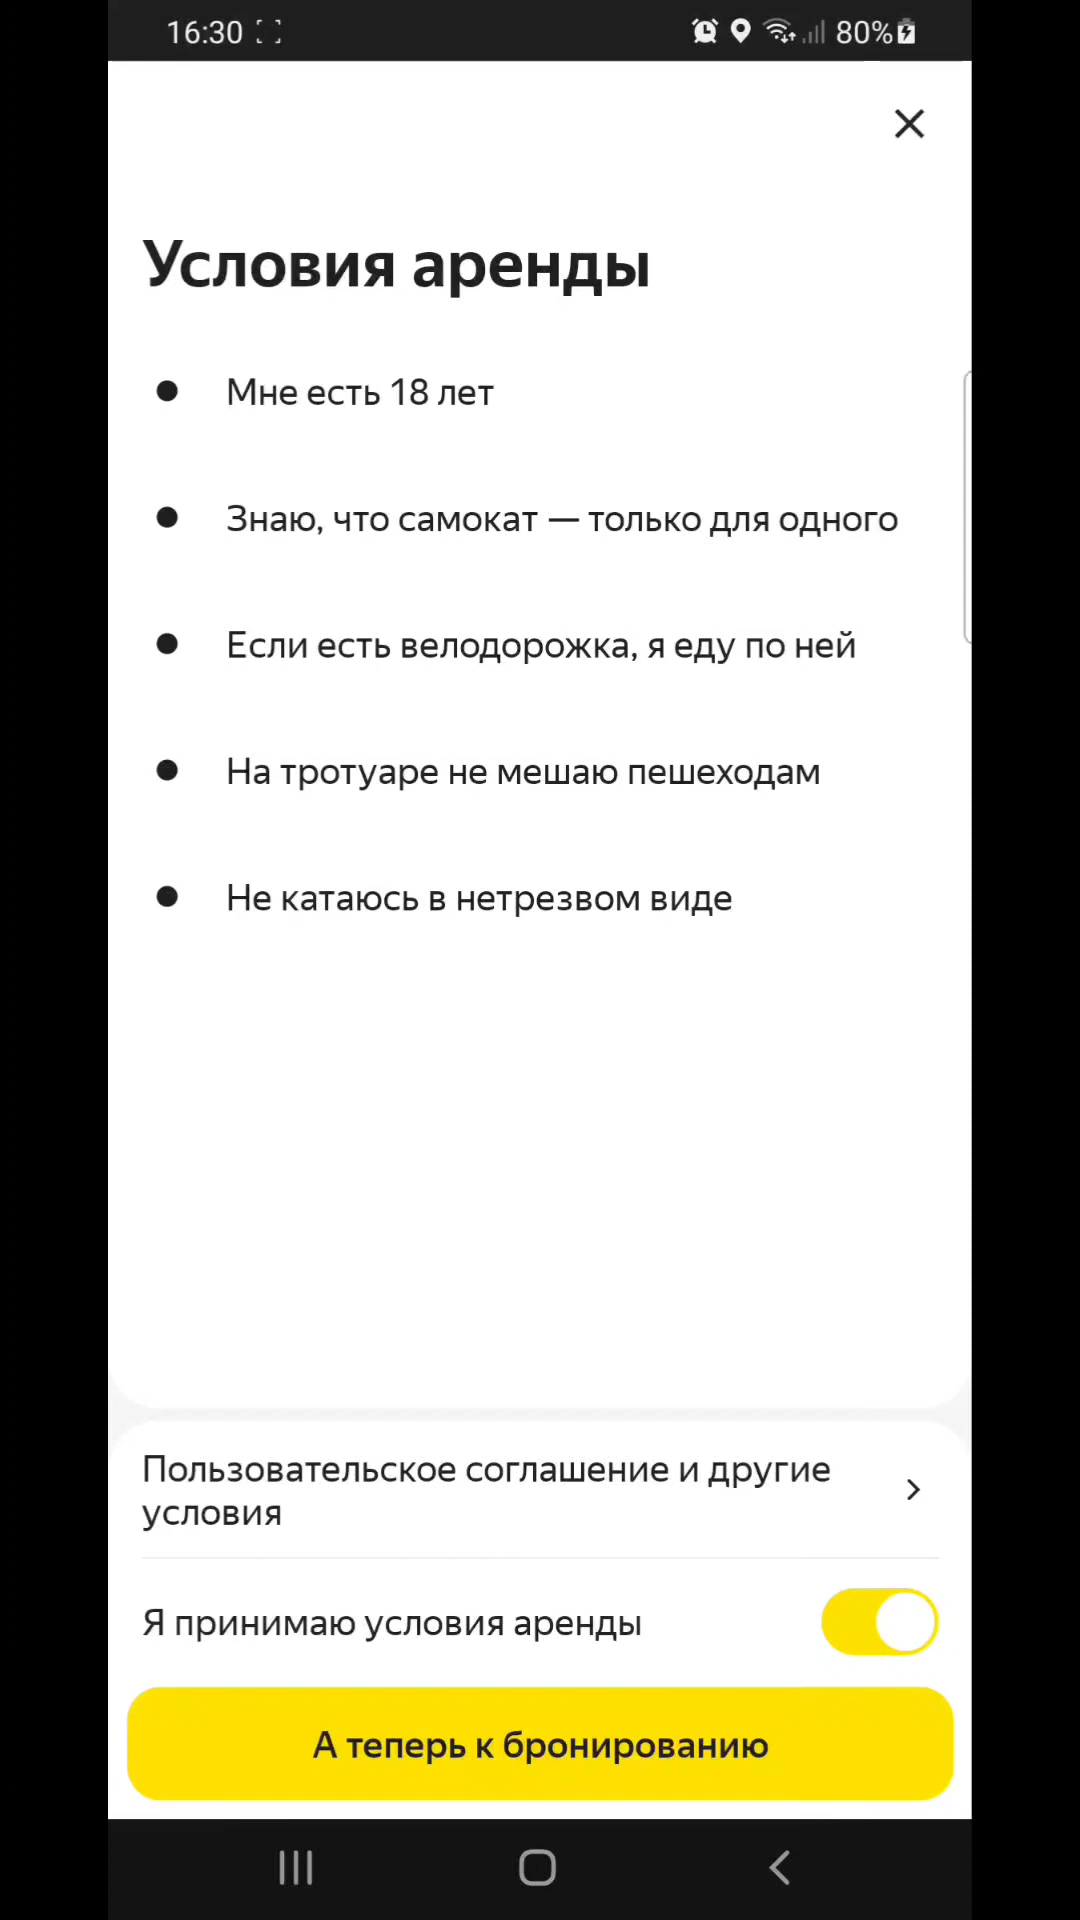 16:30
80%
Условия аренды
Мне есть 18 лет
Знаю, что самокат — только для одного
Если есть велодорожка, я еду по ней
На тротуаре не мешаю пешеходам
Не катаюсь в нетрезвом виде
Пользовательское соглашение и другие
условия
Я принимаю условия аренды
А теперь к бронированию